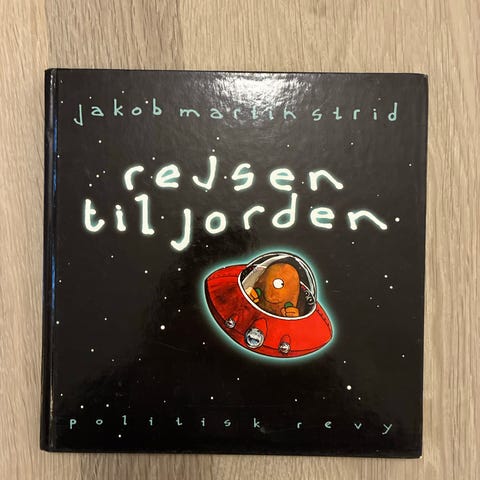 jakob martin strid
rejsen
til jorden
politisk revy